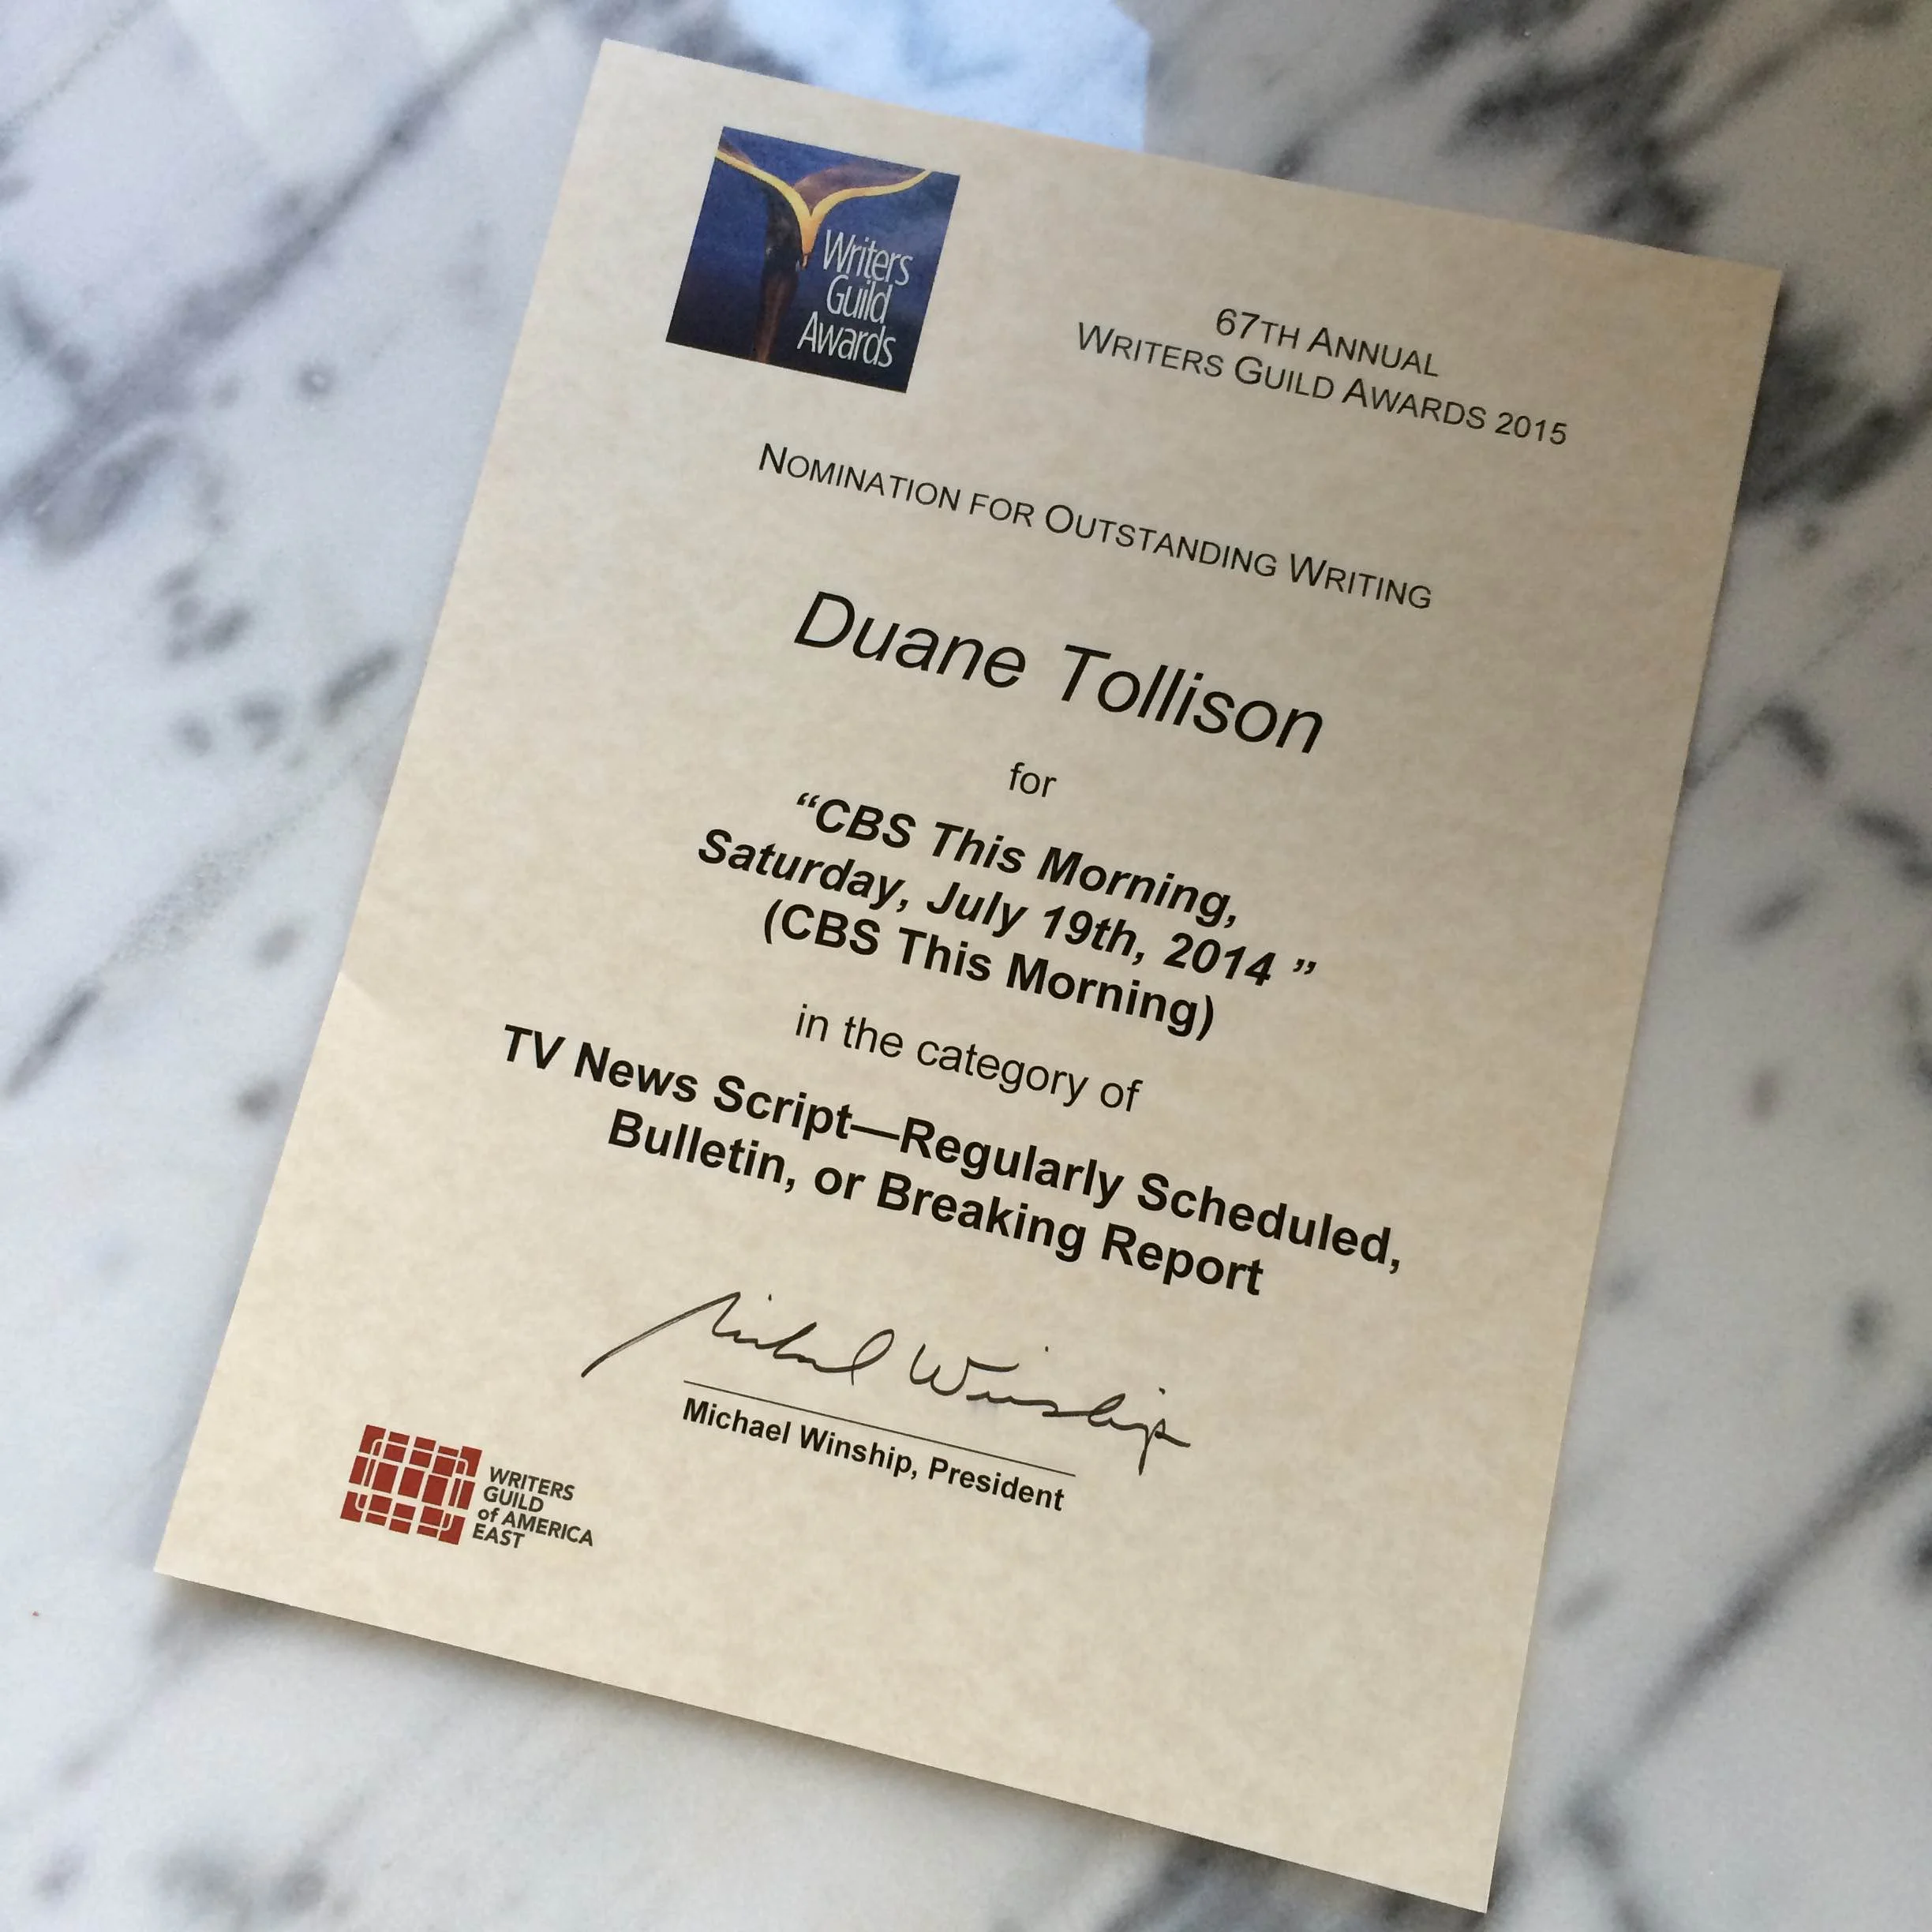 Writers
Guild
Awards
67TH ANNUAL
WRITERS GUILD AWARDS 2015
NOMINATION FOR OUTSTANDING WRITING
Duane Tollison
for
“CBS This Morning,
Saturday, July 19th, 2014 ”
(CBS This Morning)
in the category of
TV News Script—Regularly Scheduled,
Bulletin, or Breaking Report
Michael Winship
Michael Winship, President
WRITERS
GUILD
of AMERICA
EAST